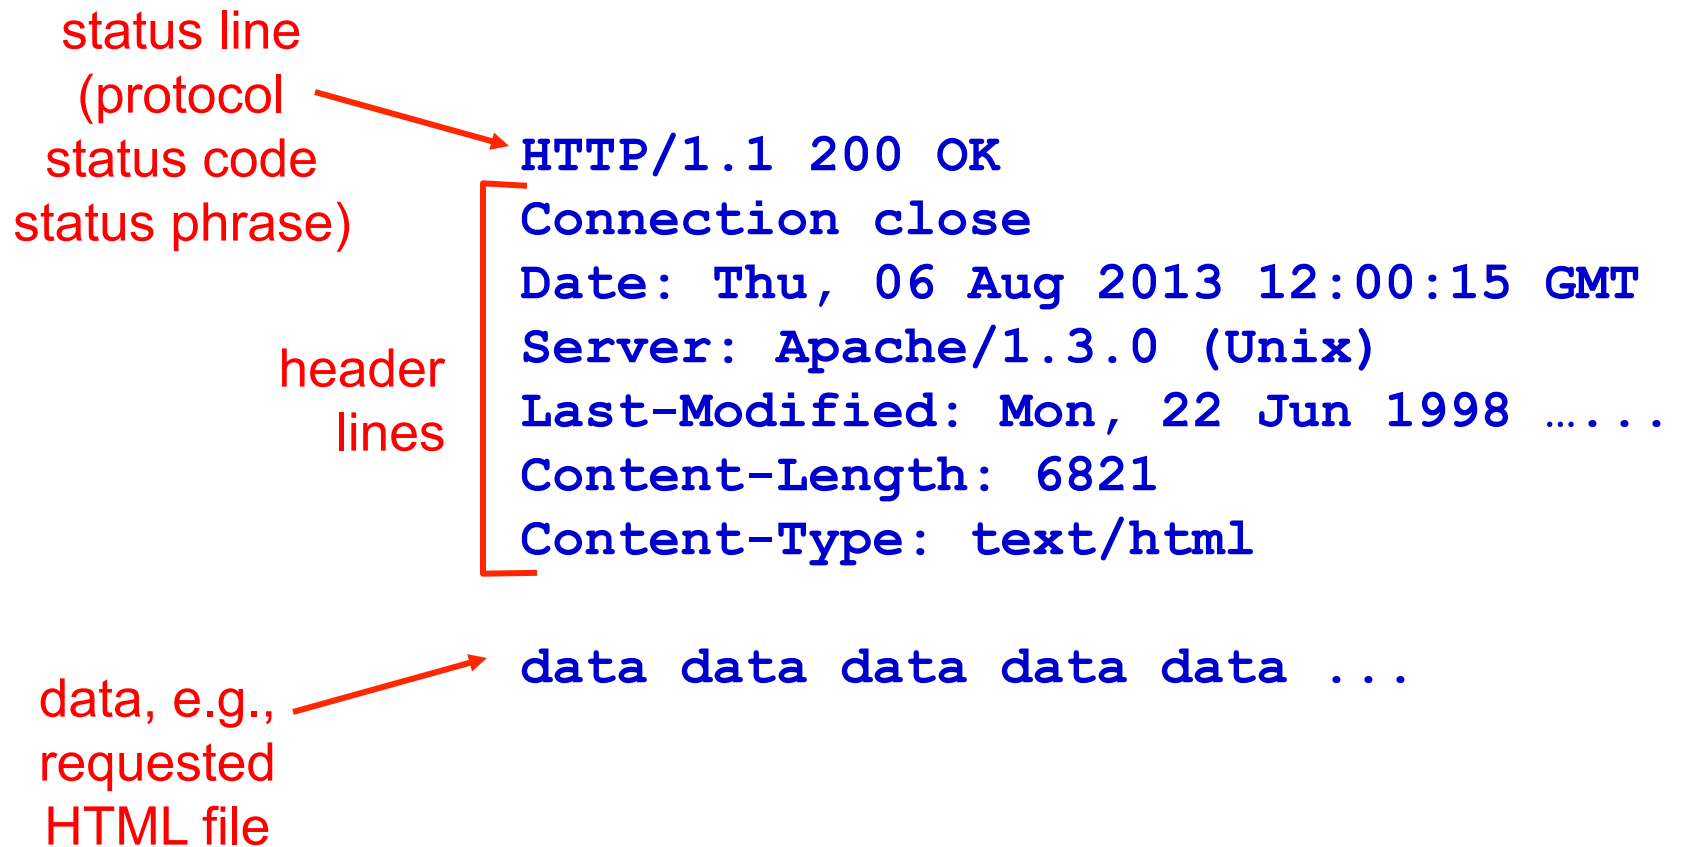 status line
(protocol
status code
status phrase)
HTTP/1.1 200 OK
Connection close
Date: Thu, 06 Aug 2013 12:00:15 GMT
Server: Apache/1.3.0 (Unix)
Last-Modified: Mon, 22 Jun 1998 …...
Content-Length: 6821
Content-Type: text/html
header
lines
data data data data data ...
data, e.g.,
requested
HTML file